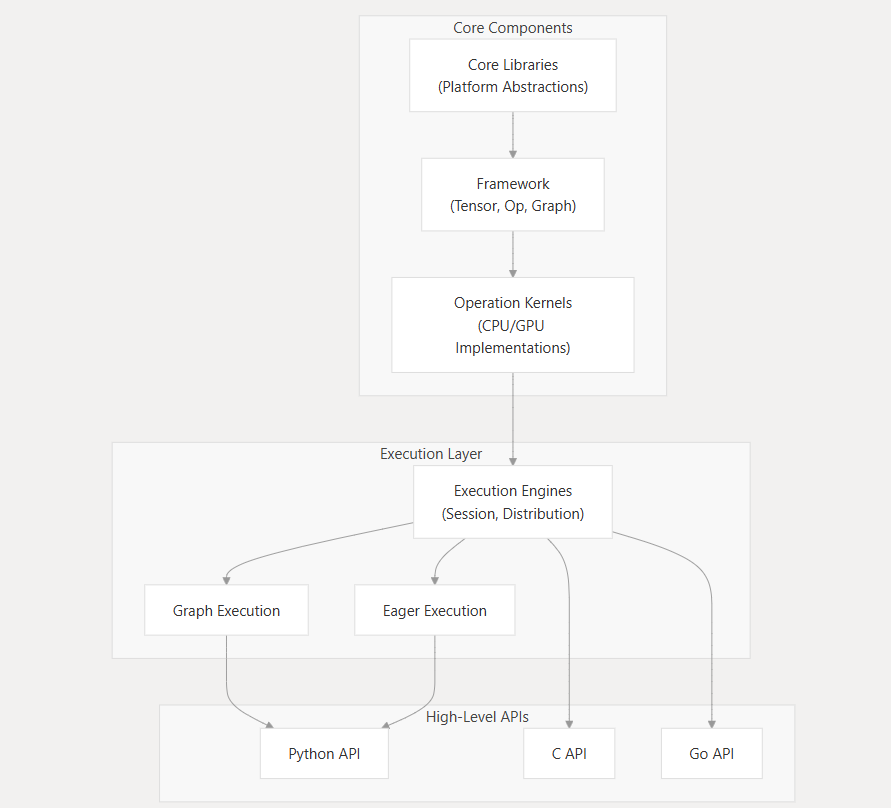 Core Components
Core Libraries
(Platform Abstractions)
Framework
(Tensor, Op, Graph)
Operation Kernels
(CPU/GPU
Implementations)
Execution Layer
Execution Engines
(Session, Distribution)
Graph Execution
Eager Execution
High-Level APIs
Python API
C API
Go API